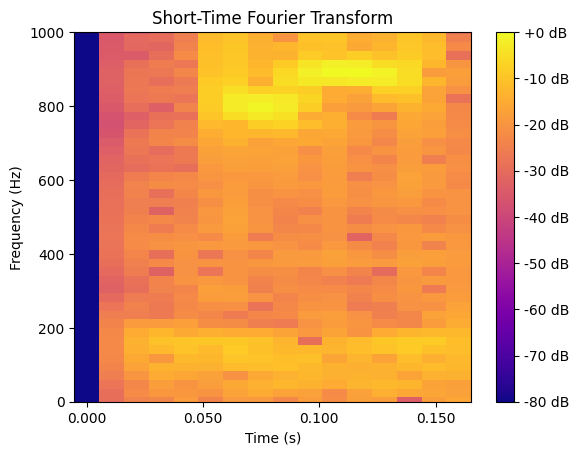 Short-Time Fourier Transform
1000
800
600
400
200
0
Frequency (Hz)
0.000
0.050
0.100
0.150
Time (s)
+0 dB
-10 dB
-20 dB
-30 dB
-40 dB
-50 dB
-60 dB
-70 dB
-80 dB